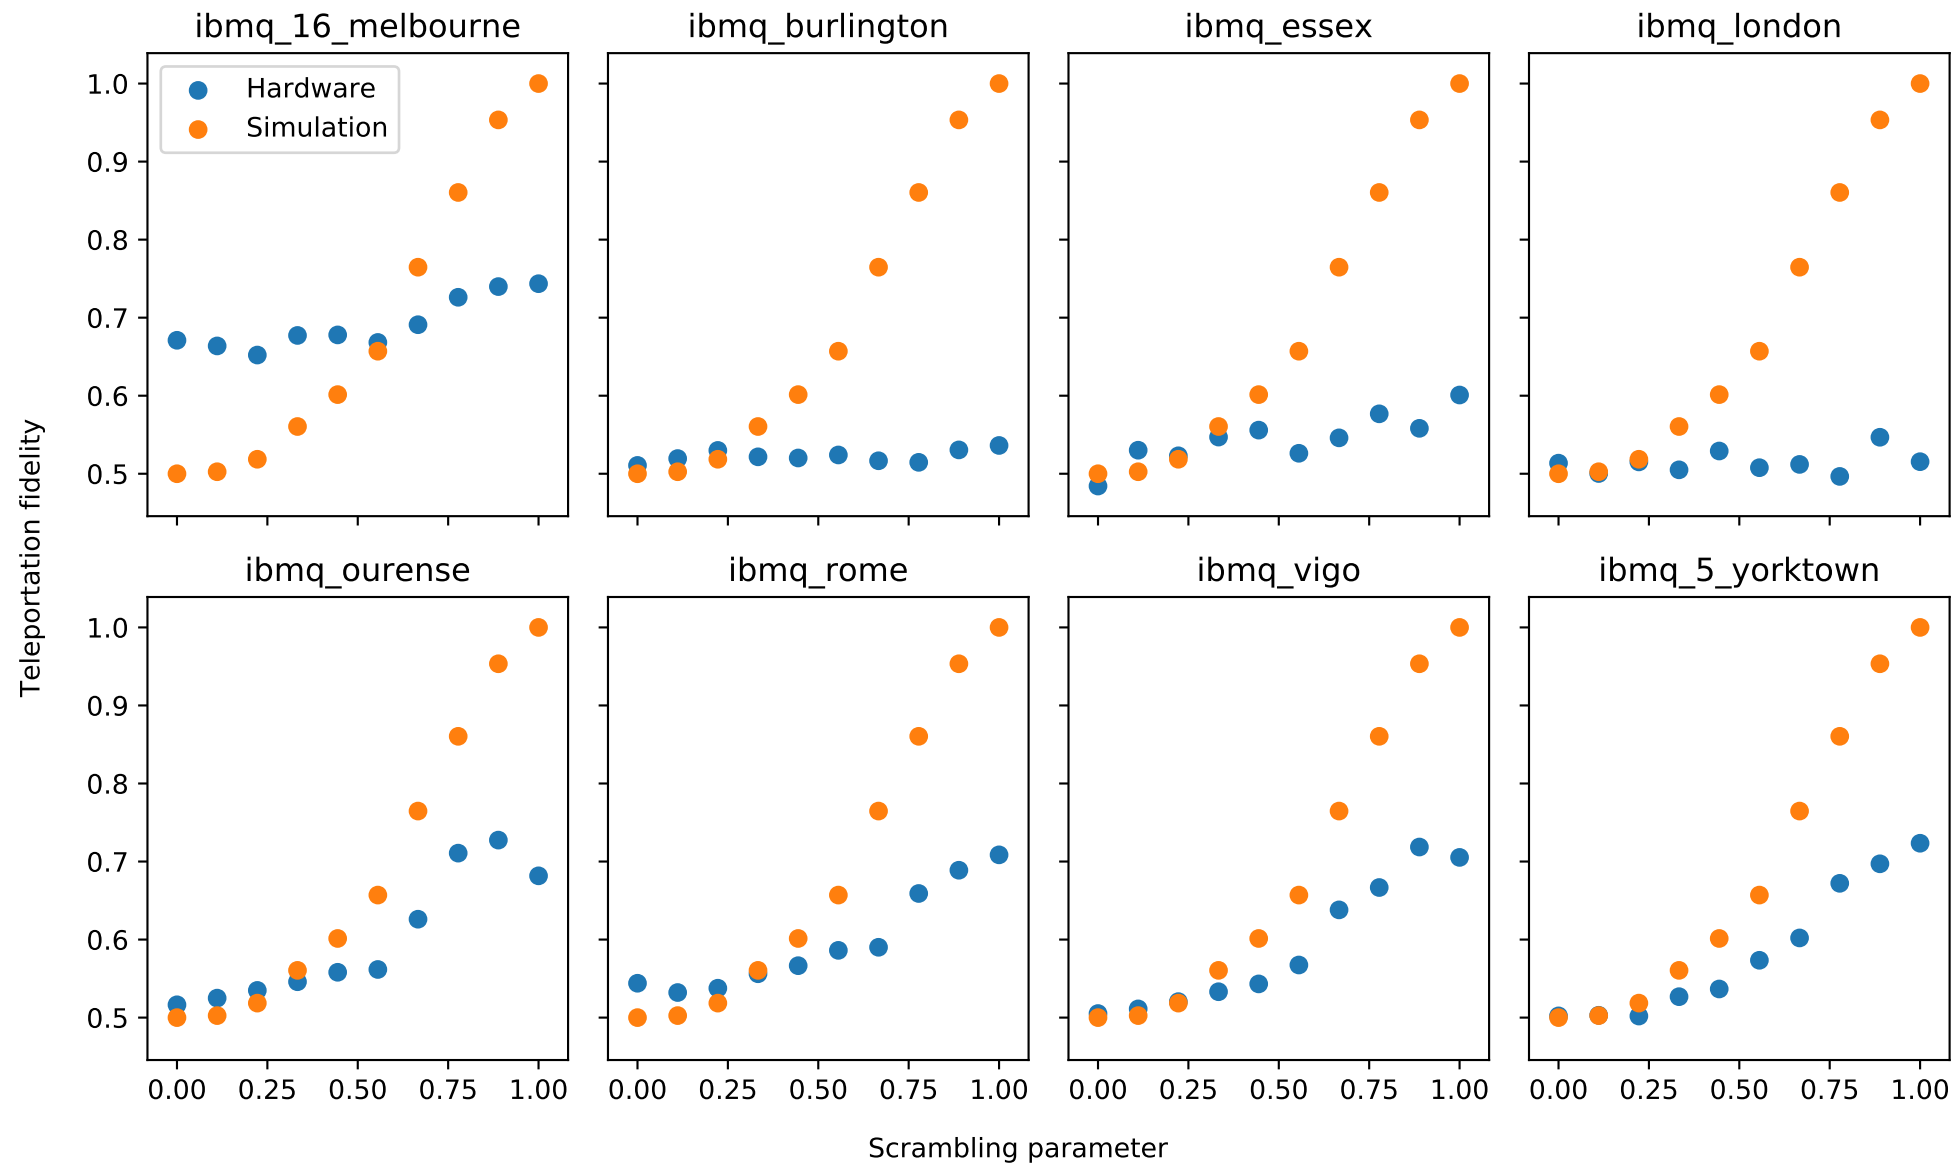 ibmq_16_melbourne
ibmq_burlington
ibmq_essex
ibmq_london
Hardware
Simulation
1.0
0.9
0.8
0.7
0.6
0.5
Teleportation fidelity
ibmq_ourense
ibmq_rome
ibmq_vigo
ibmq_5_yorktown
1.0
0.9
0.8
0.7
0.6
0.5
0.00 0.25 0.50 0.75 1.00
0.00 0.25 0.50 0.75 1.00
0.00 0.25 0.50 0.75 1.00
0.00 0.25 0.50 0.75 1.00
Scrambling parameter